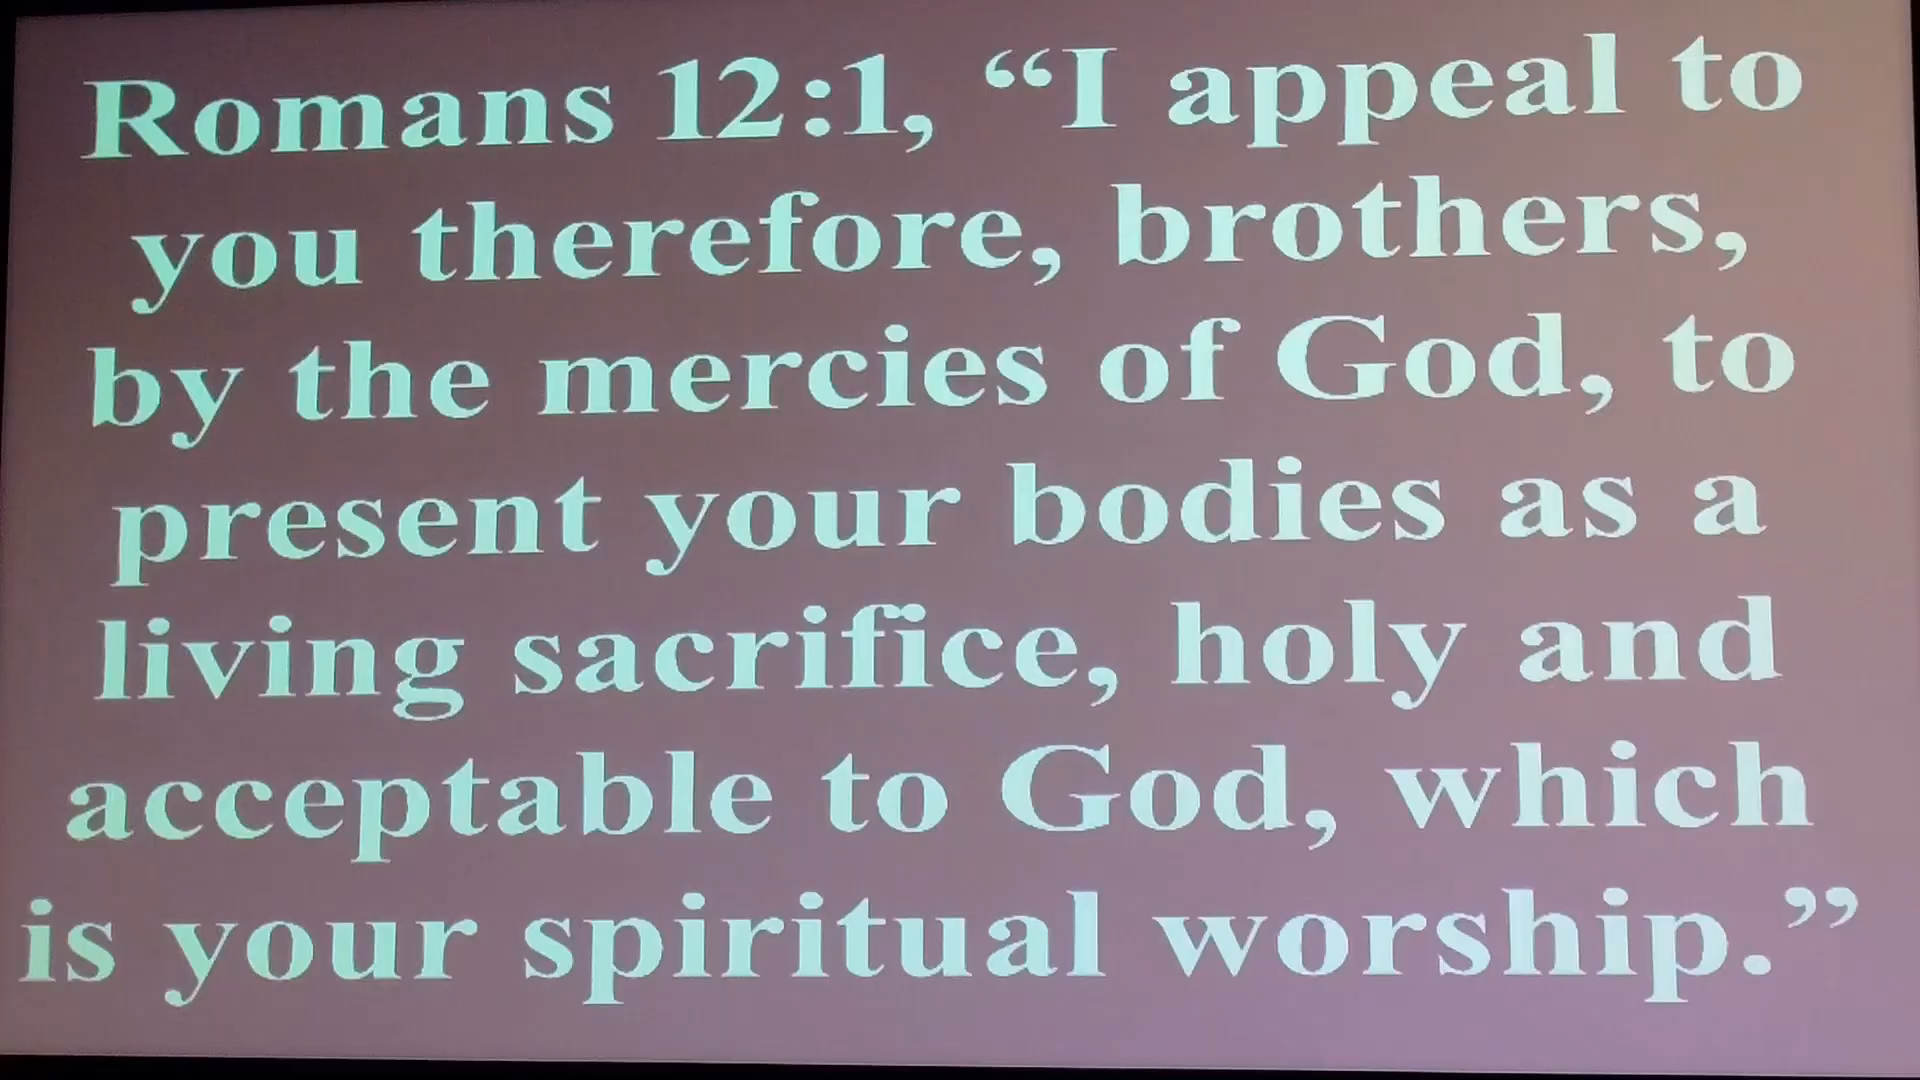 Romans 12:1, “I appeal to
you therefore, brothers,
by the mercies of God, to
present your bodies as a
living sacrifice, holy and
acceptable to God, which
is your spiritual worship.”